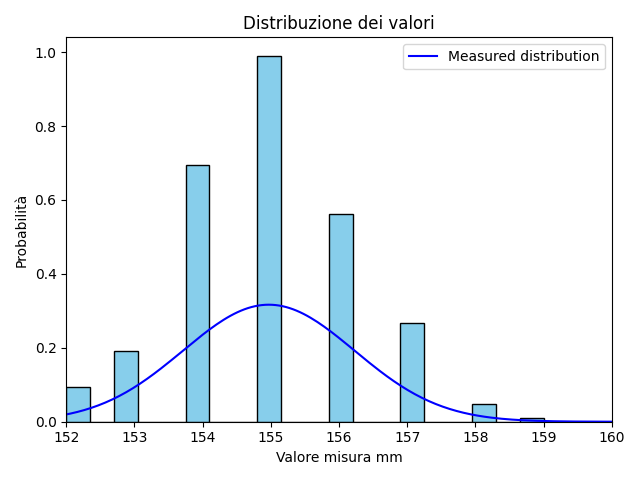 Distribuzione dei valori
Measured distribution
Probabilità
1.0
0.8
0.6
0.4
0.2
0.0
152 153 154 155 156 157 158 159 160
Valore misura mm